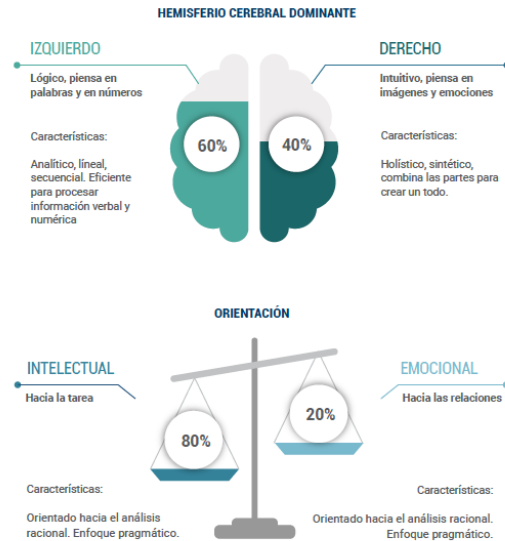 HEMISFERIO CEREBRAL DOMINANTE
IZQUIERDO
Lógico, piensa en
palabras y en números
Características:
Analítico, líneal,
secuencial. Eficiente
para procesar
información verbal y
numérica
60%
40%
DERECHO
Intuitivo, piensa en
imágenes y emociones
Características:
Holístico, sintético,
combina las partes para
crear un todo.
ORIENTACIÓN
INTELECTUAL
Hacia la tarea
80%
Características:
Orientado hacia el análisis
racional. Enfoque pragmático.
EMOCIONAL
Hacia las relaciones
20%
Características:
Orientado hacia el análisis racional.
Enfoque pragmático.